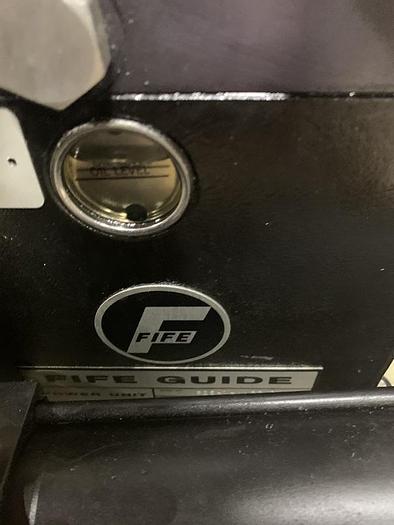 OIL LEVEL
FIFE
FIFE GUIDE
POWER UNIT